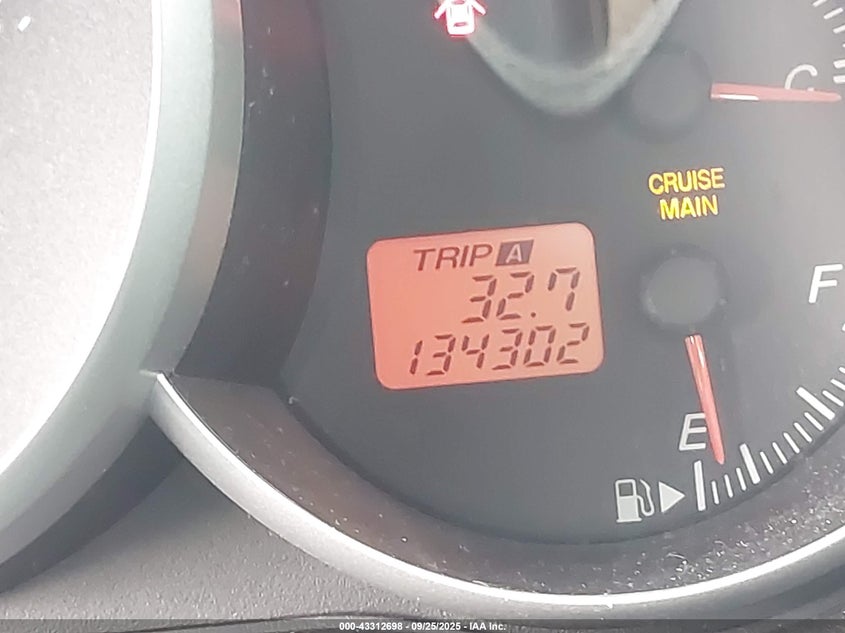 C
CRUISE
MAIN
TRIP A
32.7
134302
F
E
000-43312698 - 09/25/2025 - IAA Inc.